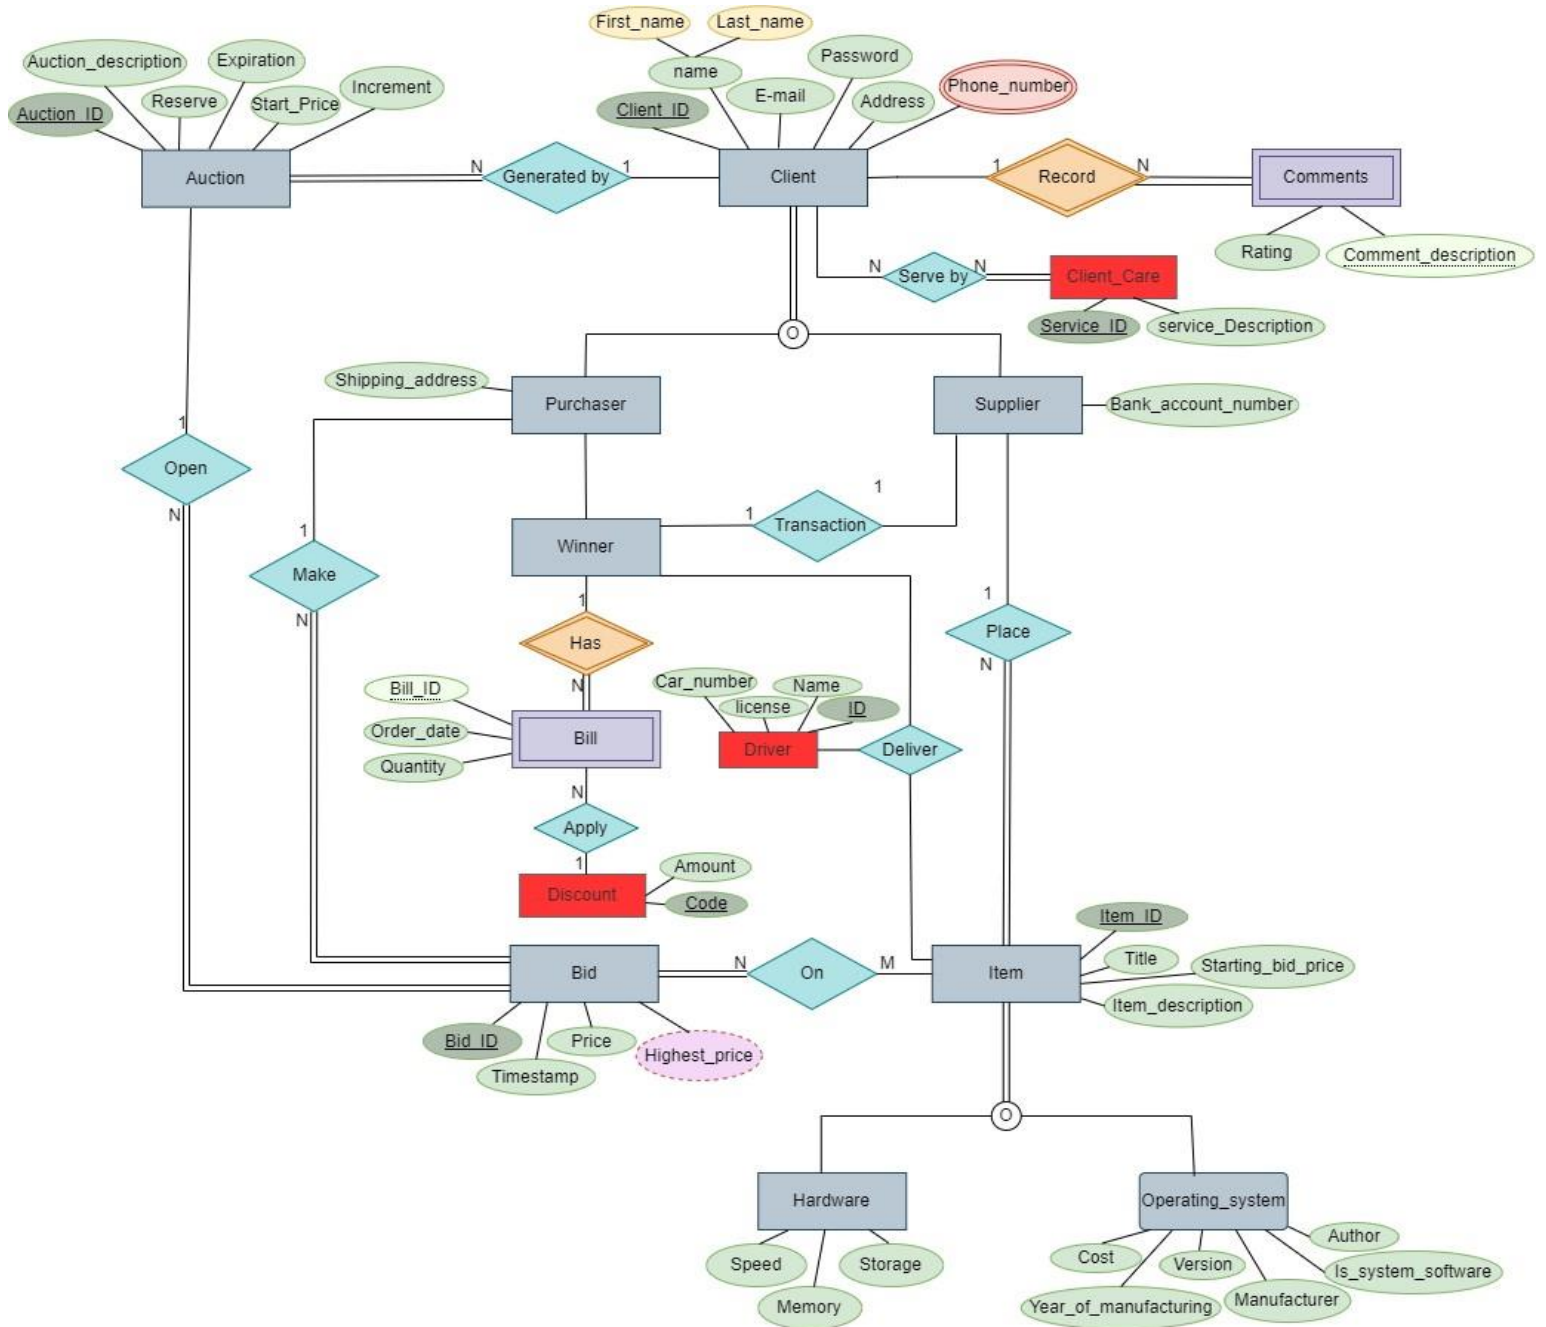 First_name
Last_name
Auction_description
Expiration
Password
name
Reserve
Increment
Phone_number
Auction_ID
Start_Price
Client_ID
E-mail
Address
Auction
N
Generated by
1
Client
1
Record
N
Comments
Rating
Comment_description
N
Serve by
N
Client_Care
Service_ID
service_Description
O
Shipping_address
Purchaser
Supplier
Bank_account_number
1
Open
N
1
1
Transaction
Winner
1
Make
N
1
Has
N
1
Place
N
Bill_ID
Order_date
Quantity
Bill
Car_number
license
Name
ID
Driver
Deliver
N
Apply
1
Discount
Amount
Code
Bid
N
On
M
Item
Item_ID
Title
Starting_bid_price
Item_description
Bid_ID
Timestamp
Price
Highest_price
O
Hardware
Operating_system
Speed
Memory
Storage
Cost
Year_of_manufacturing
Version
Manufacturer
Is_system_software
Author